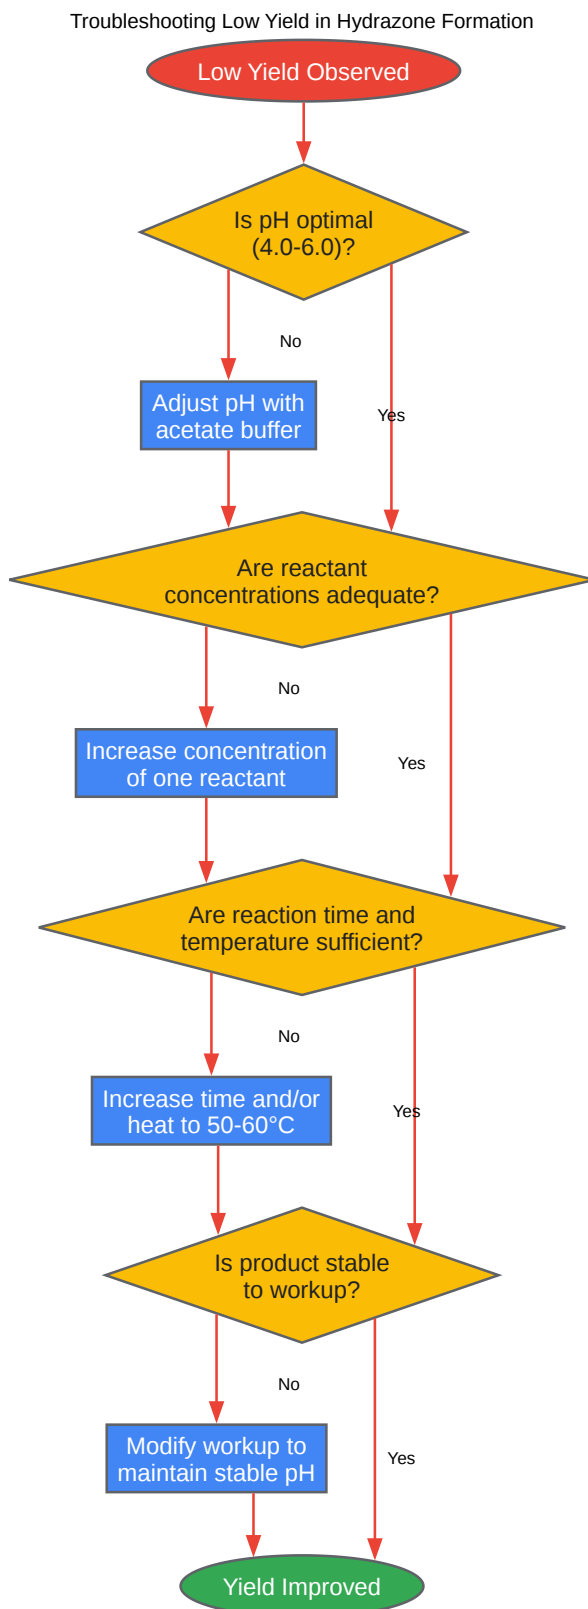 Troubleshooting Low Yield in Hydrazone Formation
Low Yield Observed
Is pH optimal
(4.0-6.0)?
No
Adjust pH with
acetate buffer
Yes
Are reactant
concentrations adequate?
No
Increase concentration
of one reactant
Yes
Are reaction time and
temperature sufficient?
No
Increase time and/or
heat to 50-60°C
Yes
Is product stable
to workup?
No
Modify workup to
maintain stable pH
Yes
Yield Improved